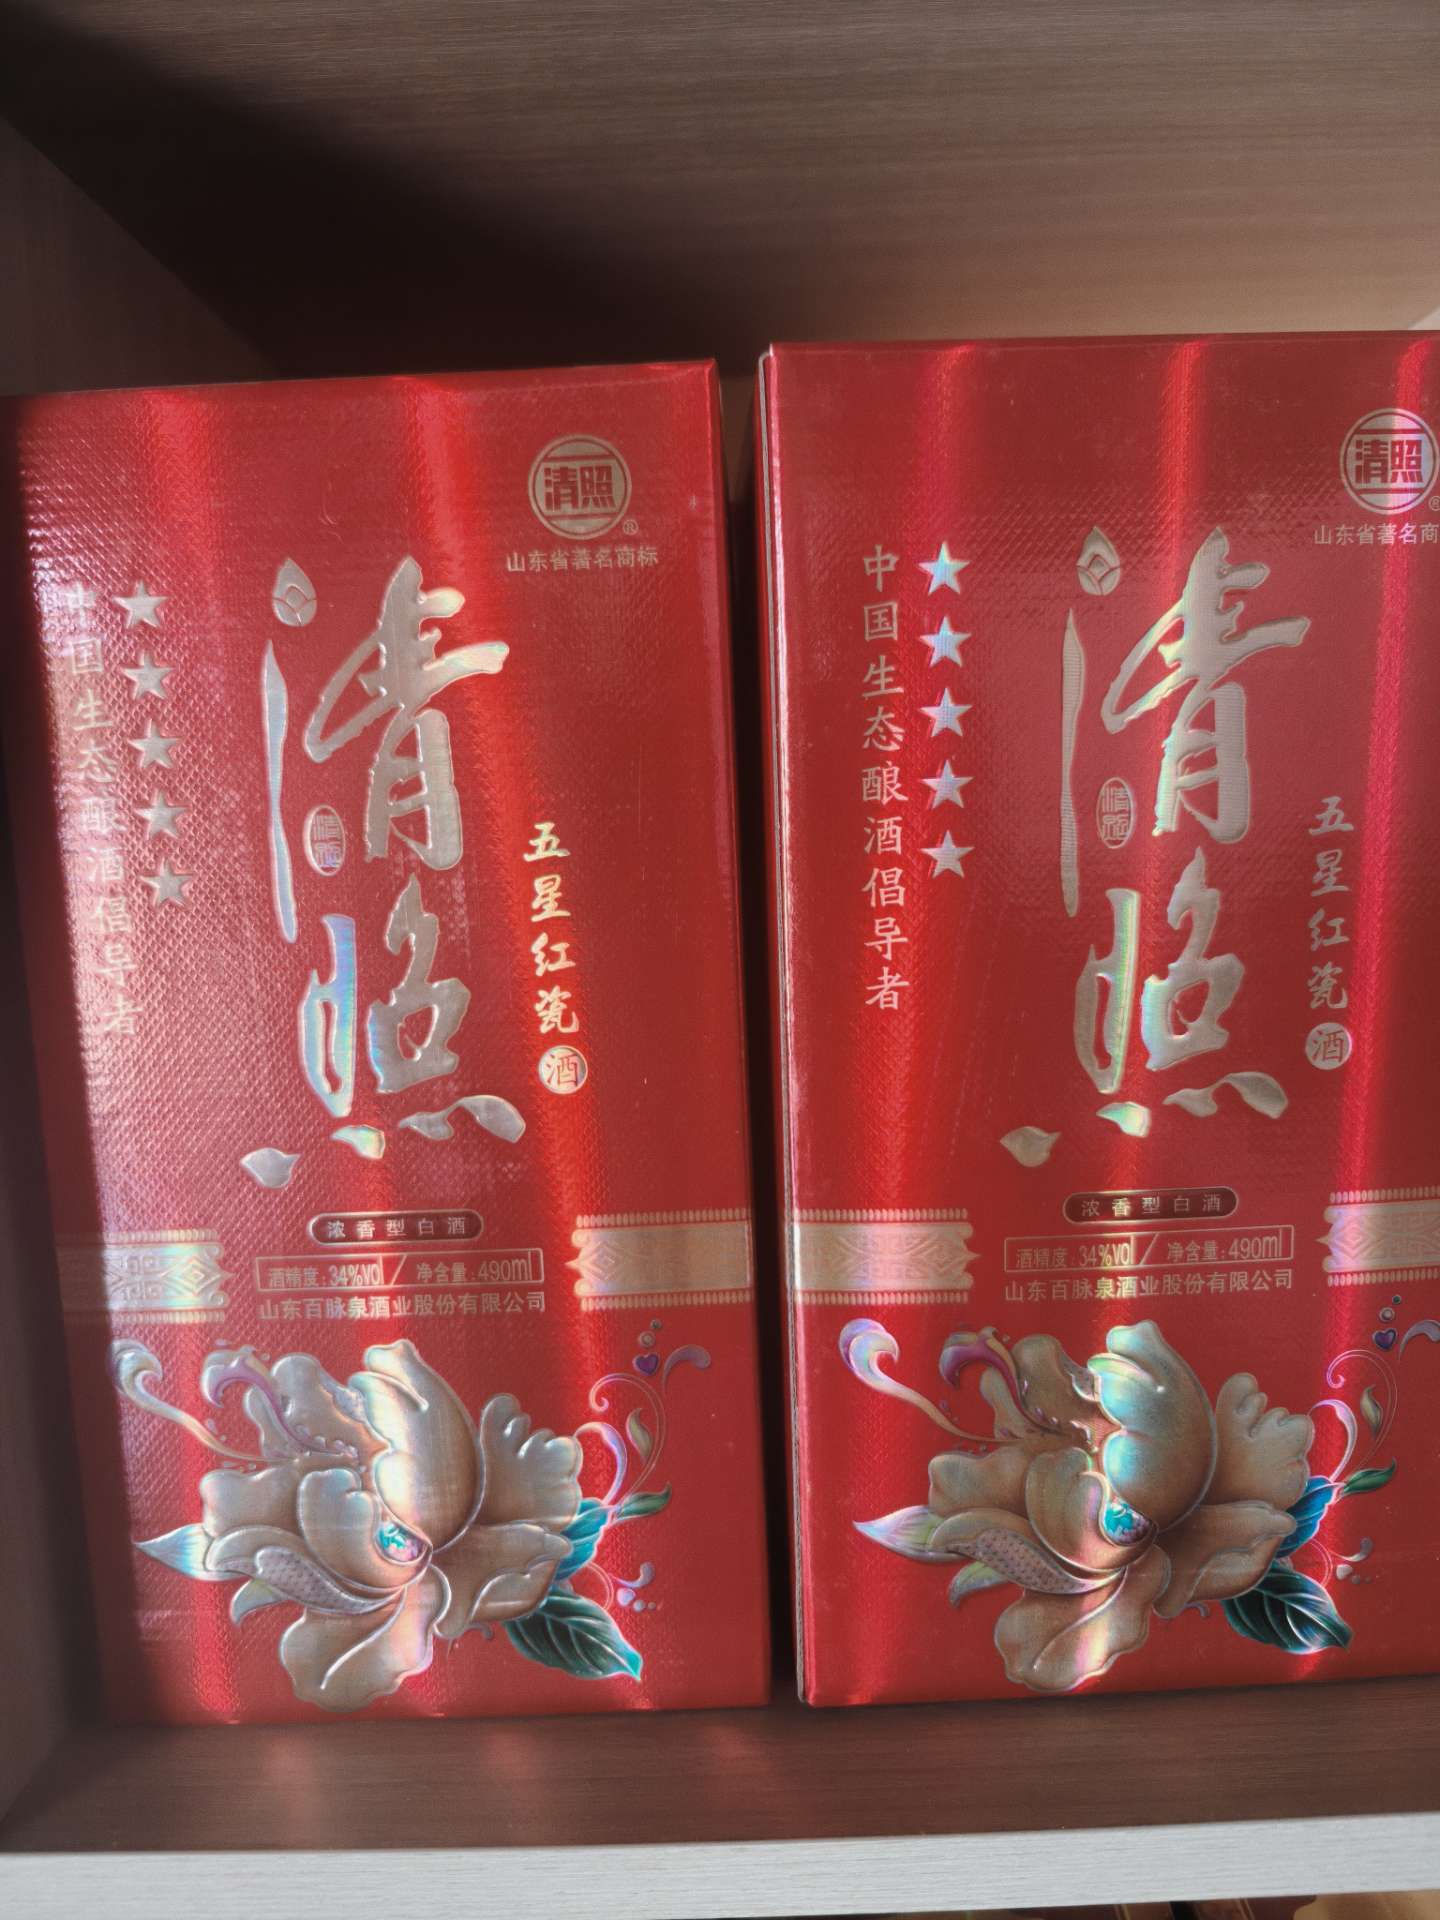 清照
®
山东省著名商标
中国生态酿酒倡导者
清照
五星红瓷
酒
浓香型白酒
酒精度:34%vol / 净含量:490ml
山东百脉泉酒业股份有限公司
清照
山东省著名商
中国生态酿酒倡导者
清照
五星红瓷
酒
浓香型白酒
酒精度:34%vol / 净含量:490ml
山东百脉泉酒业股份有限公司